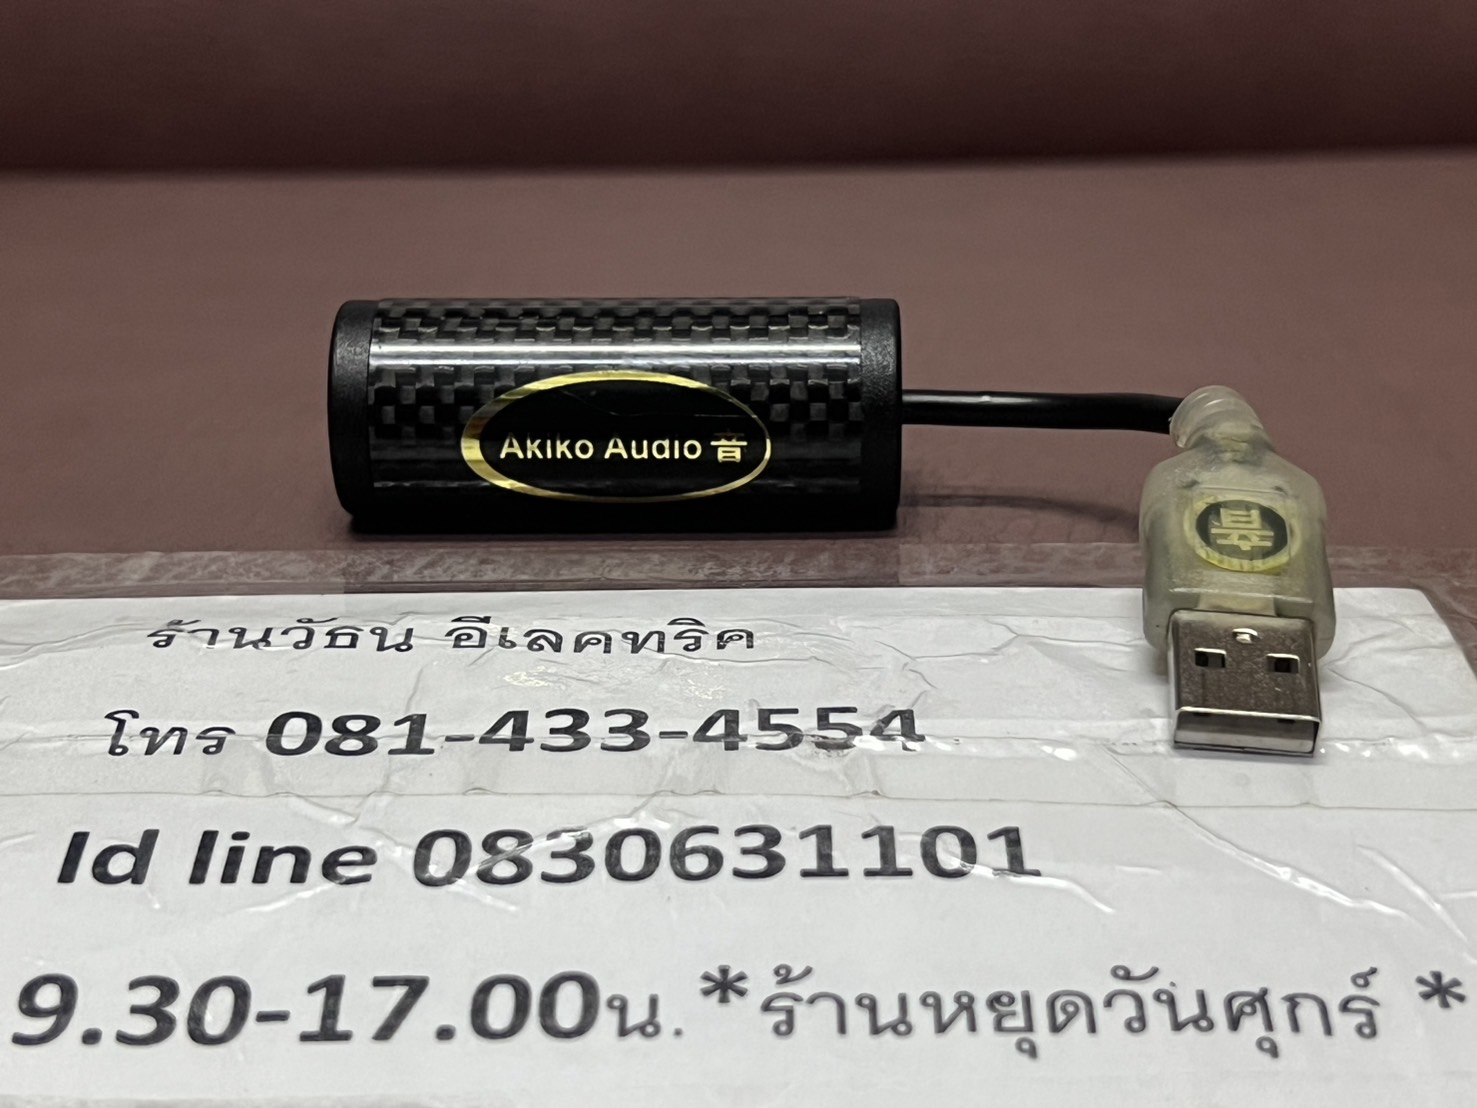 Akiko Audio 音
音
ร้านวัธน อีเลคทริค
โทร 081-433-4554
Id line 0830631101
9.30-17.00น. *ร้านหยุดวันศุกร์ *